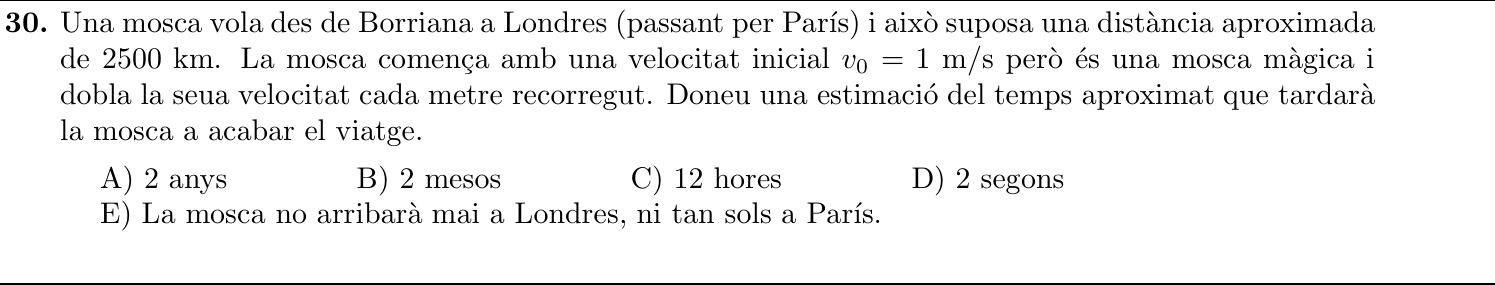 30. Una mosca vola des de Borriana a Londres (passant per París) i això suposa una distància aproximada
de 2500 km. La mosca comença amb una velocitat inicial v₀ = 1 m/s però és una mosca màgica i
dobla la seua velocitat cada metre recorregut. Doneu una estimació del temps aproximat que tardarà
la mosca a acabar el viatge.
A) 2 anys B) 2 mesos C) 12 hores D) 2 segons
E) La mosca no arribarà mai a Londres, ni tan sols a París.